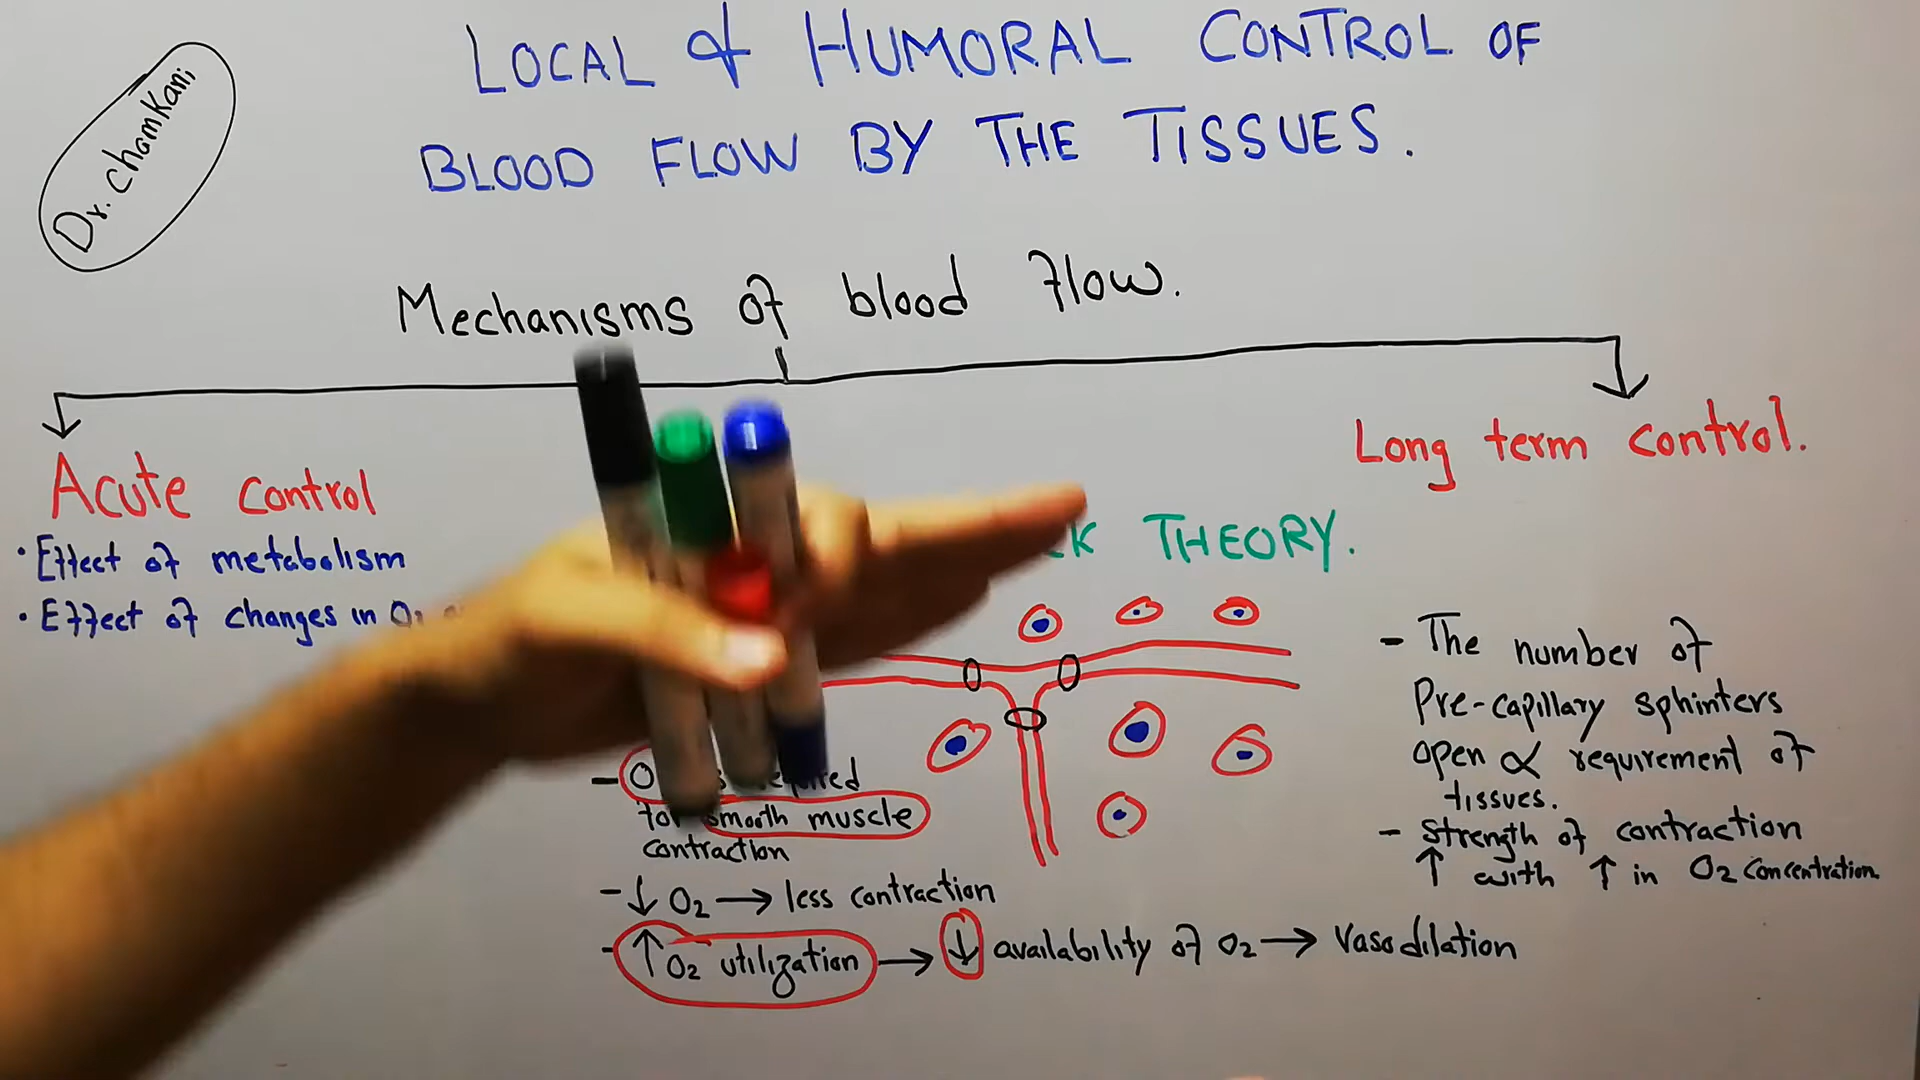 Dr. Chamkani
LOCAL & HUMORAL CONTROL OF
BLOOD FLOW BY THE TISSUES.
Mechanisms of blood flow.
Acute control
• Effect of metabolism
• Effect of changes in O₂
Long term control.
THEORY.
- The number of
Pre-capillary sphinters
open ∝ requirement of
tissues.
- Strength of contraction
↑ with ↑ in O₂ concentration
smooth muscle
contraction
- ↓ O₂ → less contraction
- ↑ O₂ utilization → ↓ availability of O₂ → Vasodilation